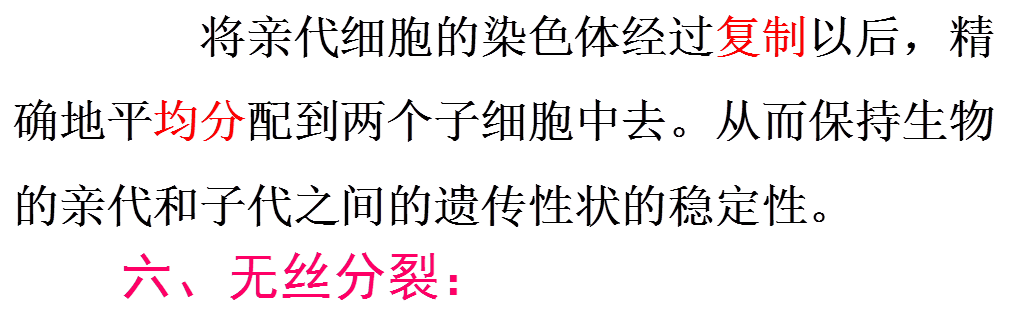 将亲代细胞的染色体经过复制以后，精
确地平均分配到两个子细胞中去。从而保持生物
的亲代和子代之间的遗传性状的稳定性。
六、无丝分裂：